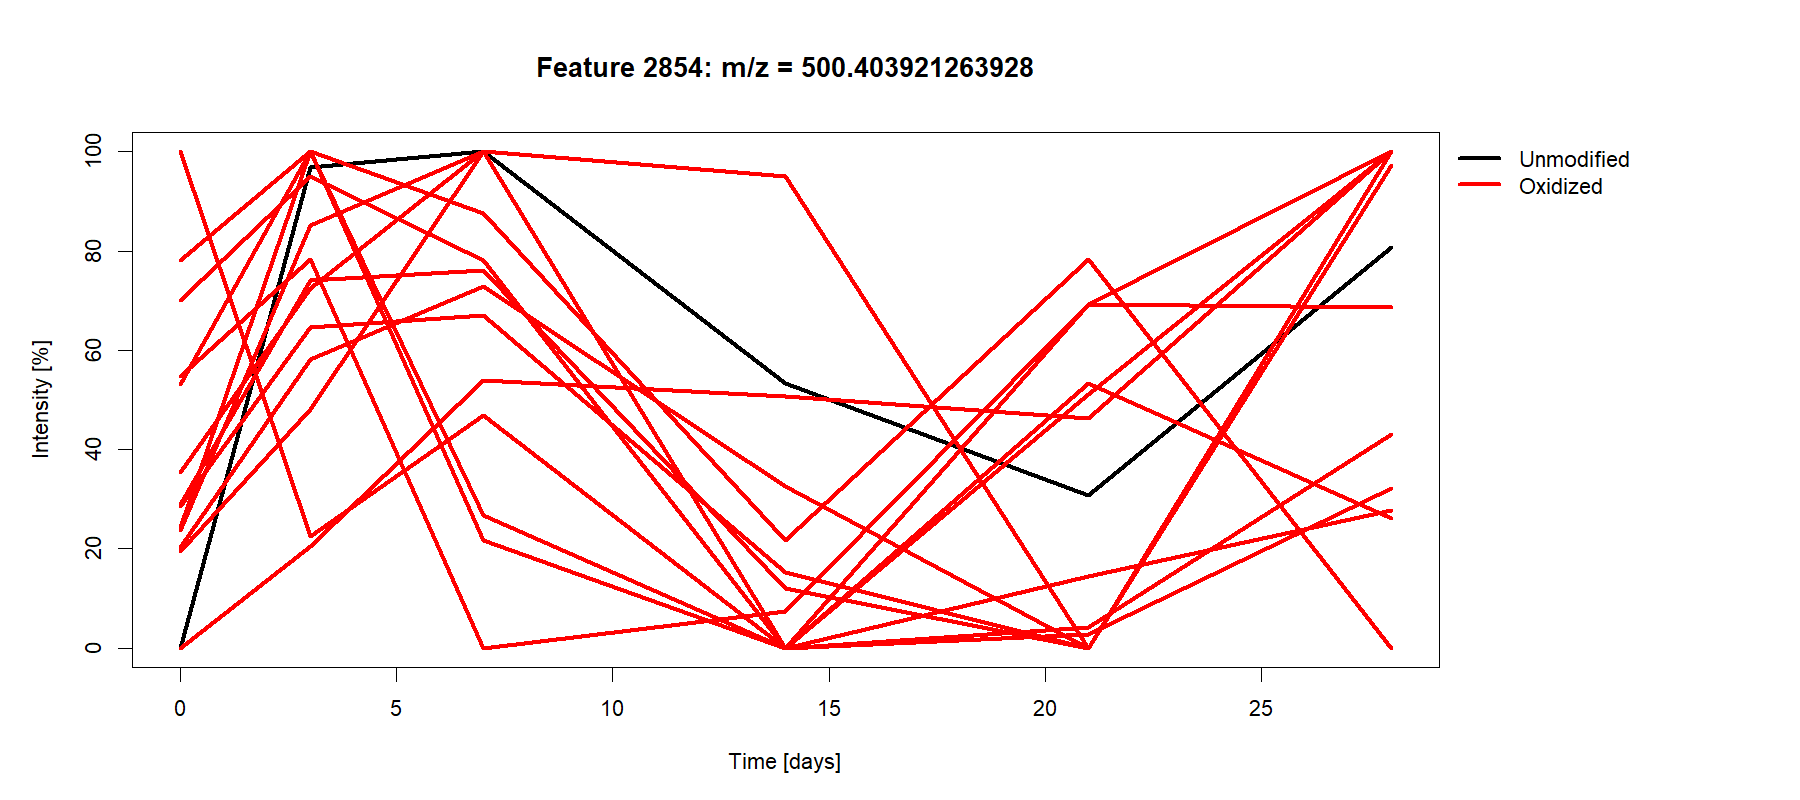 Feature 2854: m/z = 500.403921263928
Unmodified
Oxidized
Intensity [%]
100
80
60
40
20
0
0 5 10 15 20 25
Time [days]